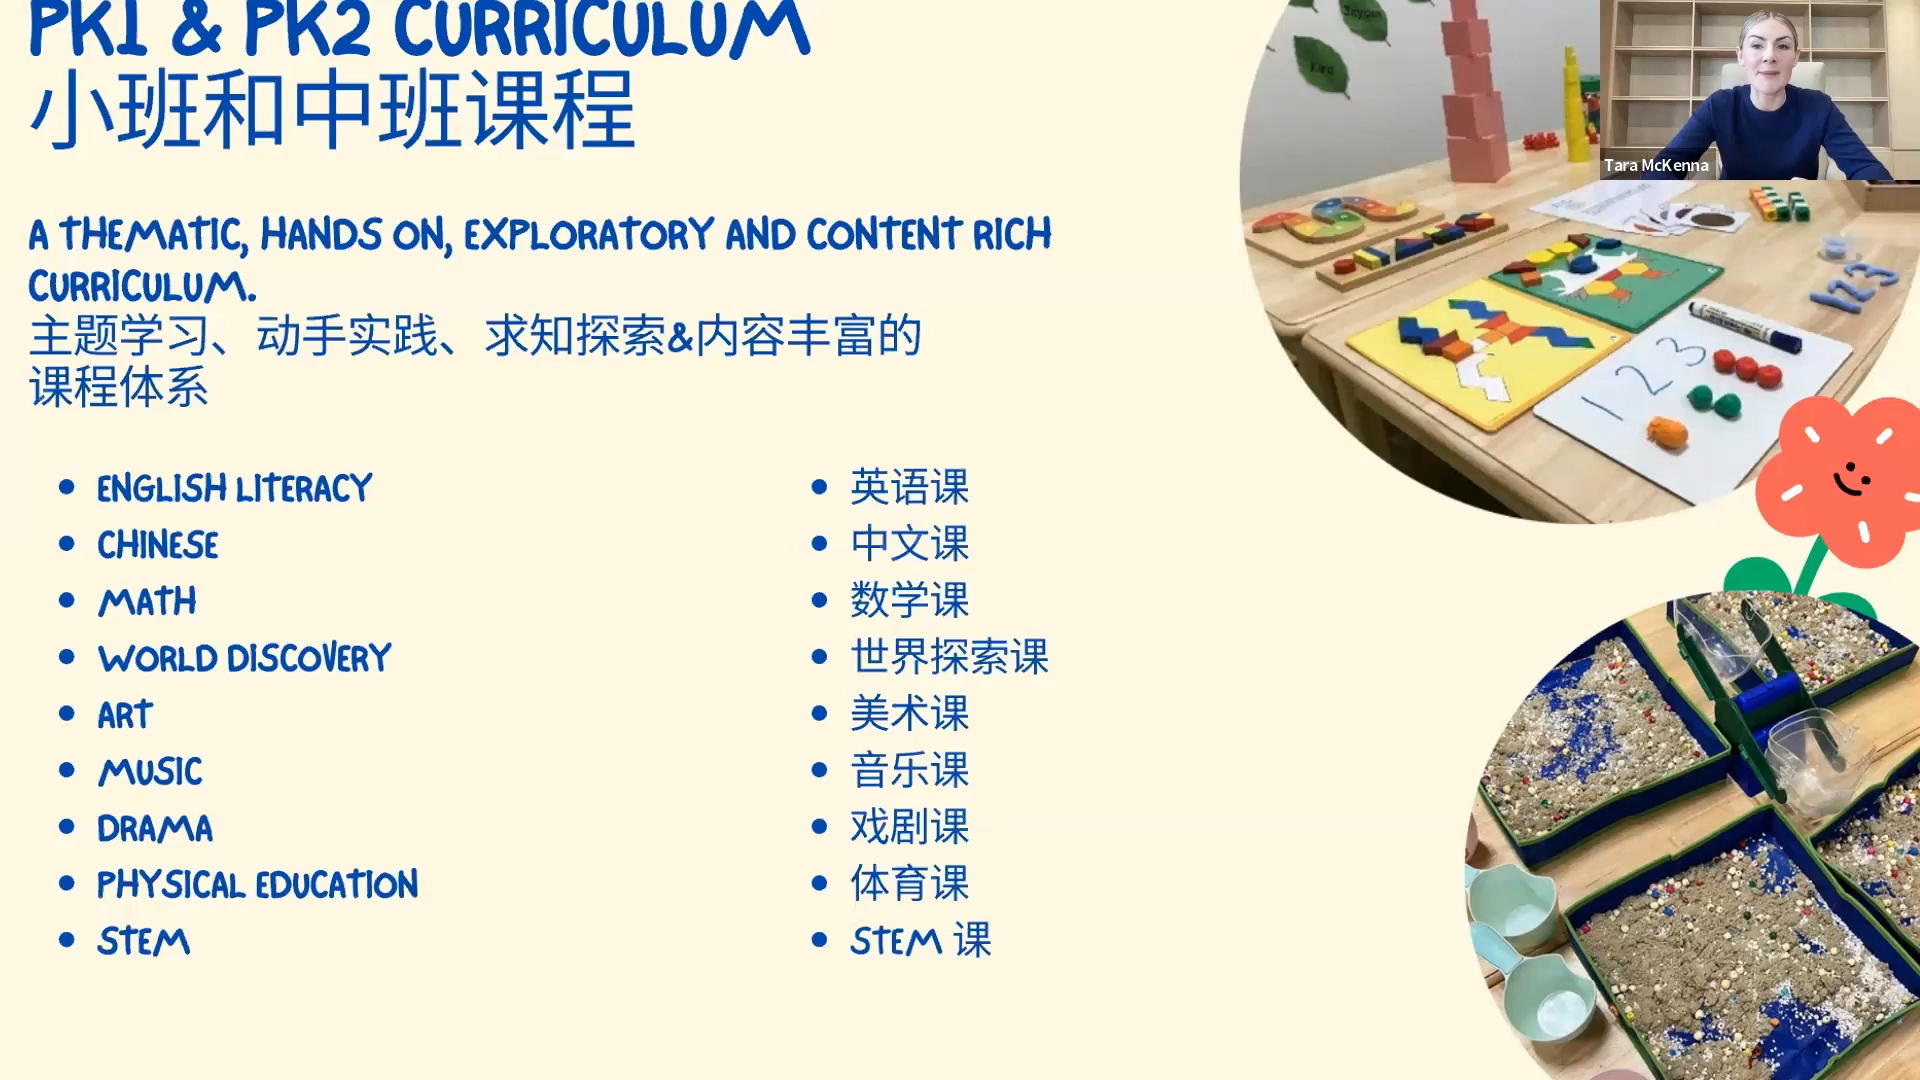 PK1 & PK2 CURRICULUM
小班和中班课程
A THEMATIC, HANDS ON, EXPLORATORY AND CONTENT RICH
CURRICULUM.
主题学习、动手实践、求知探索&内容丰富的
课程体系
• ENGLISH LITERACY
• CHINESE
• MATH
• WORLD DISCOVERY
• ART
• MUSIC
• DRAMA
• PHYSICAL EDUCATION
• STEM
• 英语课
• 中文课
• 数学课
• 世界探索课
• 美术课
• 音乐课
• 戏剧课
• 体育课
• STEM 课
Kira
Tara McKenna
123
1 2 3